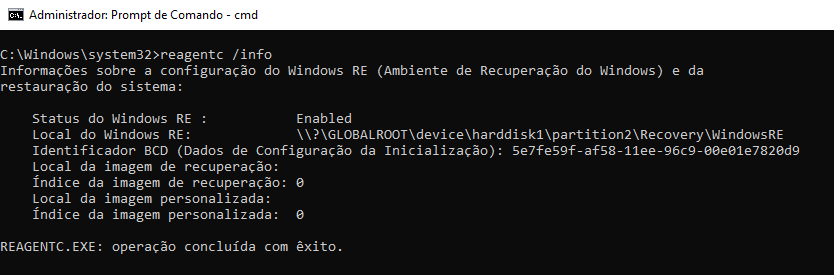 Administrador: Prompt de Comando - cmd
C:\Windows\system32>reagentc /info
Informações sobre a configuração do Windows RE (Ambiente de Recuperação do Windows) e da
restauração do sistema:
Status do Windows RE : Enabled
Local do Windows RE: \\?\GLOBALROOT\device\harddisk1\partition2\Recovery\WindowsRE
Identificador BCD (Dados de Configuração da Inicialização): 5e7fe59f-af58-11ee-96c9-00e01e7820d9
Local da imagem de recuperação:
Índice da imagem de recuperação: 0
Local da imagem personalizada:
Índice da imagem personalizada: 0
REAGENTC.EXE: operação concluída com êxito.